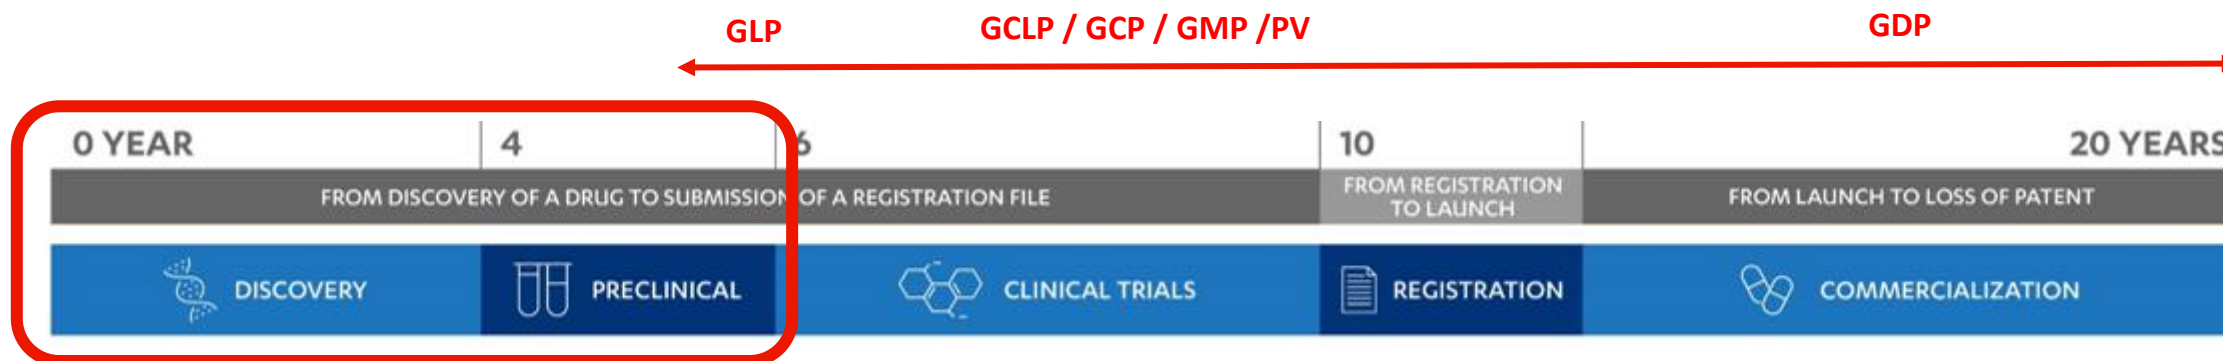 GLP GCLP / GCP / GMP /PV GDP
0 YEAR 4 6 10 20 YEARS
FROM DISCOVERY OF A DRUG TO SUBMISSION OF A REGISTRATION FILE
FROM REGISTRATION
TO LAUNCH
FROM LAUNCH TO LOSS OF PATENT
DISCOVERY PRECLINICAL CLINICAL TRIALS REGISTRATION COMMERCIALIZATION